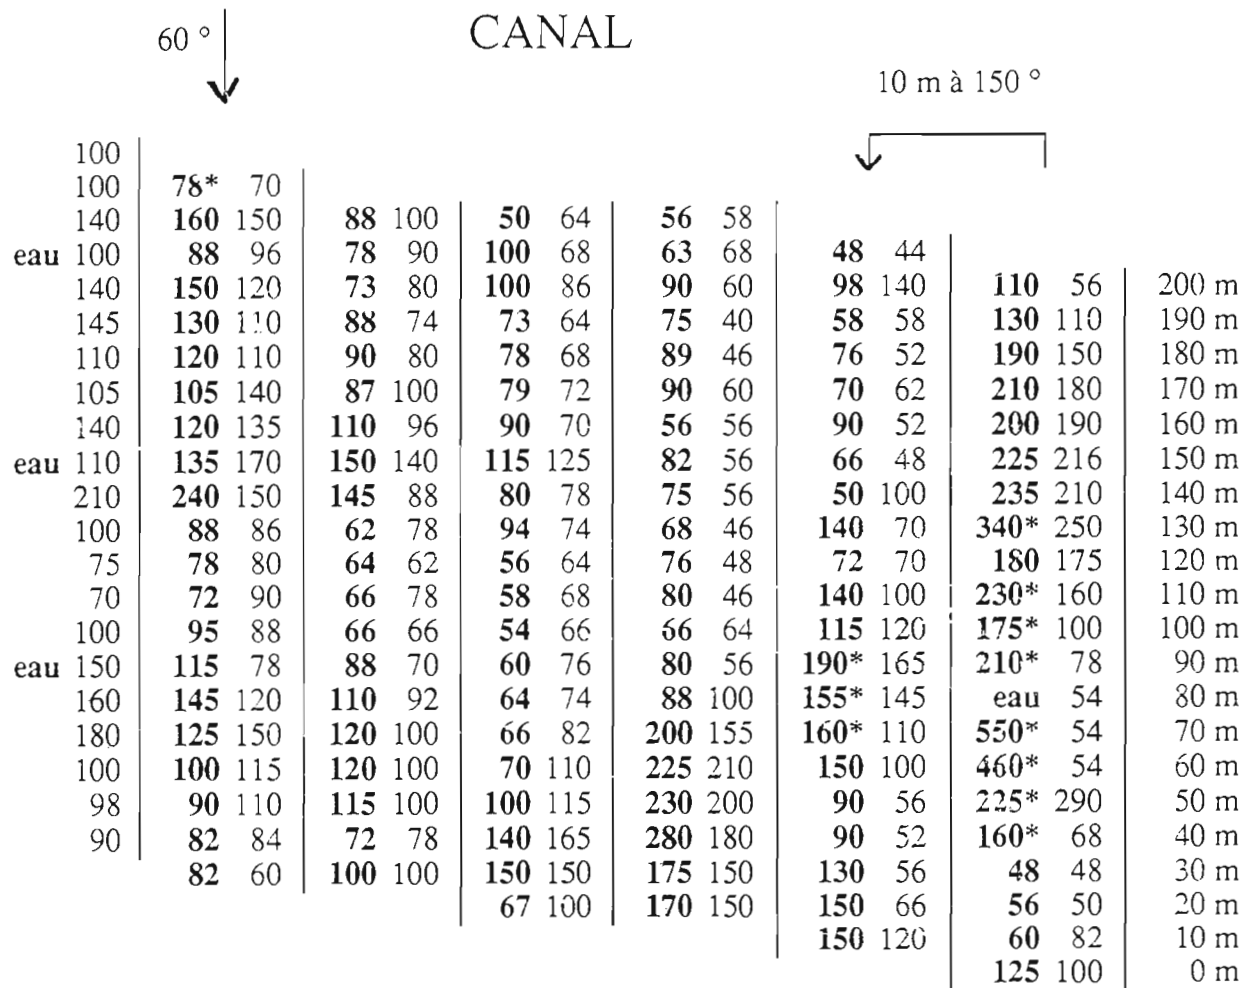 60 ° CANAL
10 m à 150 °
100
100 78* 70
140 160 150 88 100 50 64 56 58
eau 100 88 96 78 90 100 68 63 68 48 44
140 150 120 73 80 100 86 90 60 98 140 110 56 200 m
145 130 110 88 74 73 64 75 40 58 58 130 110 190 m
110 120 110 90 80 78 68 89 46 76 52 190 150 180 m
105 105 140 87 100 79 72 90 60 70 62 210 180 170 m
140 120 135 110 96 90 70 56 56 90 52 200 190 160 m
eau 110 135 170 150 140 115 125 82 56 66 48 225 216 150 m
210 240 150 145 88 80 78 75 56 50 100 235 210 140 m
100 88 86 62 78 94 74 68 46 140 70 340* 250 130 m
75 78 80 64 62 56 64 76 48 72 70 180 175 120 m
70 72 90 66 78 58 68 80 46 140 100 230* 160 110 m
100 95 88 66 66 54 66 66 64 115 120 175* 100 100 m
eau 150 115 78 88 70 60 76 80 56 190* 165 210* 78 90 m
160 145 120 110 92 64 74 88 100 155* 145 eau 54 80 m
180 125 150 120 100 66 82 200 155 160* 110 550* 54 70 m
100 100 115 120 100 70 110 225 210 150 100 460* 54 60 m
98 90 110 115 100 100 115 230 200 90 56 225* 290 50 m
90 82 84 72 78 140 165 280 180 90 52 160* 68 40 m
82 60 100 100 150 150 175 150 130 56 48 48 30 m
67 100 170 150 150 66 56 50 20 m
150 120 60 82 10 m
125 100 0 m